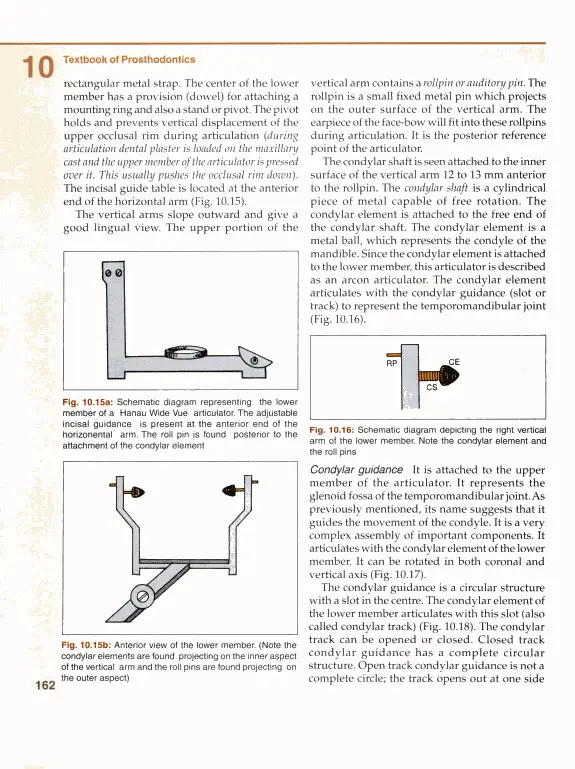 10
Textbook of Prosthodontics
rectangular metal strap. The center of the lower
member has a provision (dowel) for attaching a
mounting ring and also a stand or pivot. The pivot
holds and prevents vertical displacement of the
upper occlusal rim during articulation (during
articulation dental plaster is loaded on the maxillary
cast and the upper member of the articulator is pressed
over it. This usually pushes the occlusal rim down).
The incisal guide table is located at the anterior
end of the horizontal arm (Fig. 10.15).
The vertical arms slope outward and give a
good lingual view. The upper portion of the
Fig. 10.15a: Schematic diagram representing the lower
member of a Hanau Wide Vue articulator. The adjustable
incisal guidance is present at the anterior end of the
horizonental arm. The roll pin is found posterior to the
attachment of the condylar element
Fig. 10.15b: Anterior view of the lower member. (Note the
condylar elements are found projecting on the inner aspect
of the vertical arm and the roll pins are found projecting on
the outer aspect)
162
vertical arm contains a rollpin or auditory pin. The
rollpin is a small fixed metal pin which projects
on the outer surface of the vertical arm. The
earpiece of the face-bow will fit into these rollpins
during articulation. It is the posterior reference
point of the articulator.
The condylar shaft is seen attached to the inner
surface of the vertical arm 12 to 13 mm anterior
to the rollpin. The condylar shaft is a cylindrical
piece of metal capable of free rotation. The
condylar element is attached to the free end of
the condylar shaft. The condylar element is a
metal ball, which represents the condyle of the
mandible. Since the condylar element is attached
to the lower member, this articulator is described
as an arcon articulator. The condylar element
articulates with the condylar guidance (slot or
track) to represent the temporomandibular joint
(Fig. 10.16).
RP CE
CS
Fig. 10.16: Schematic diagram depicting the right vertical
arm of the lower member. Note the condylar element and
the roll pins
Condylar guidance It is attached to the upper
member of the articulator. It represents the
glenoid fossa of the temporomandibular joint. As
previously mentioned, its name suggests that it
guides the movement of the condyle. It is a very
complex assembly of important components. It
articulates with the condylar element of the lower
member. It can be rotated in both coronal and
vertical axis (Fig. 10.17).
The condylar guidance is a circular structure
with a slot in the centre. The condylar element of
the lower member articulates with this slot (also
called condylar track) (Fig. 10.18). The condylar
track can be opened or closed. Closed track
condylar guidance has a complete circular
structure. Open track condylar guidance is not a
complete circle; the track opens out at one side